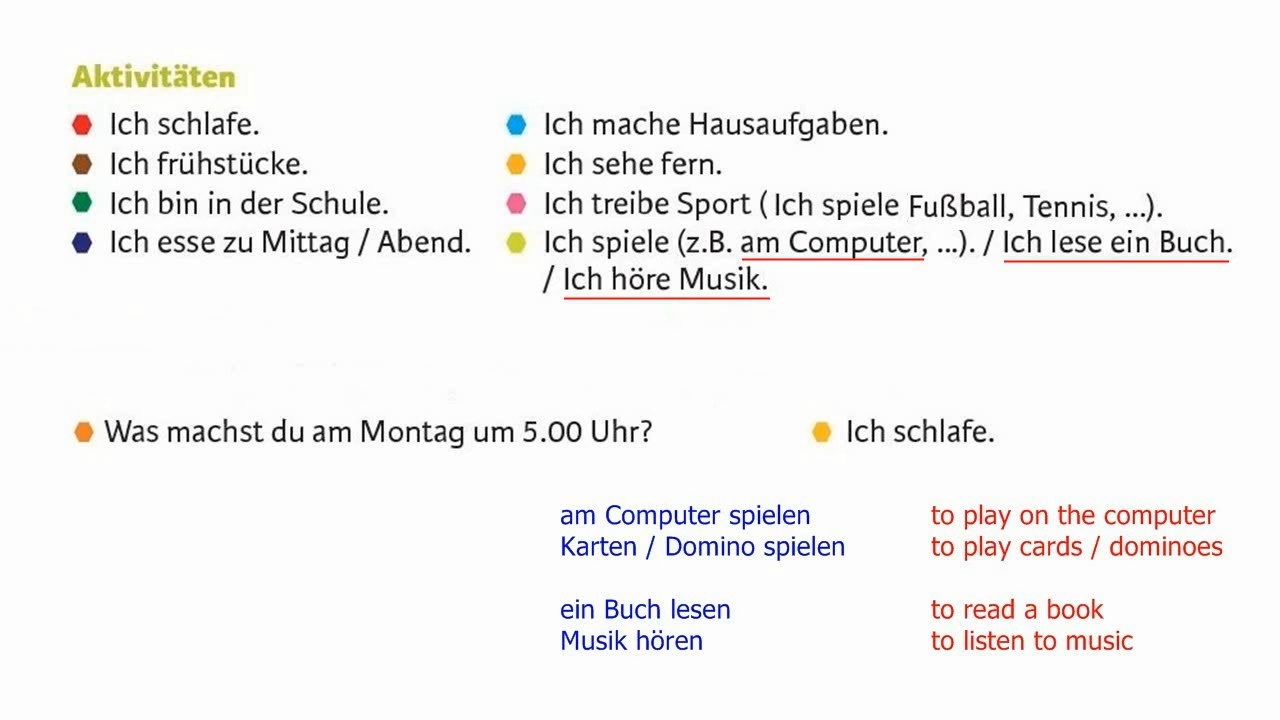 Aktivitäten
Ich schlafe.
Ich frühstücke.
Ich bin in der Schule.
Ich esse zu Mittag / Abend.
Ich mache Hausaufgaben.
Ich sehe fern.
Ich treibe Sport (Ich spiele Fußball, Tennis, ...).
Ich spiele (z.B. am Computer, ...). / Ich lese ein Buch.
/ Ich höre Musik.
Was machst du am Montag um 5.00 Uhr?
Ich schlafe.
am Computer spielen to play on the computer
Karten / Domino spielen to play cards / dominoes
ein Buch lesen to read a book
Musik hören to listen to music